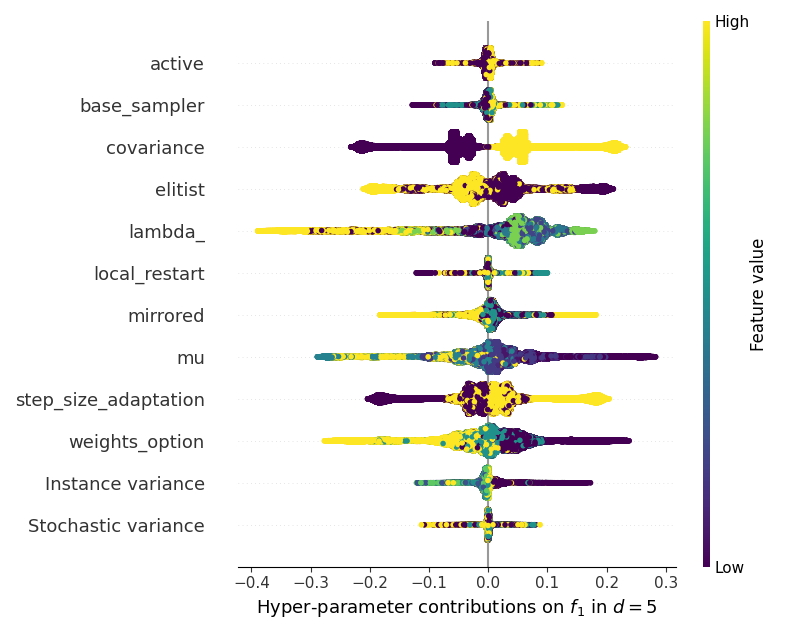 High
active
base_sampler
covariance
elitist
lambda_
local_restart
mirrored
mu
step_size_adaptation
weights_option
Instance variance
Stochastic variance
Feature value
Low
−0.4 −0.3 −0.2 −0.1 0.0 0.1 0.2 0.3
Hyper-parameter contributions on f₁ in d = 5